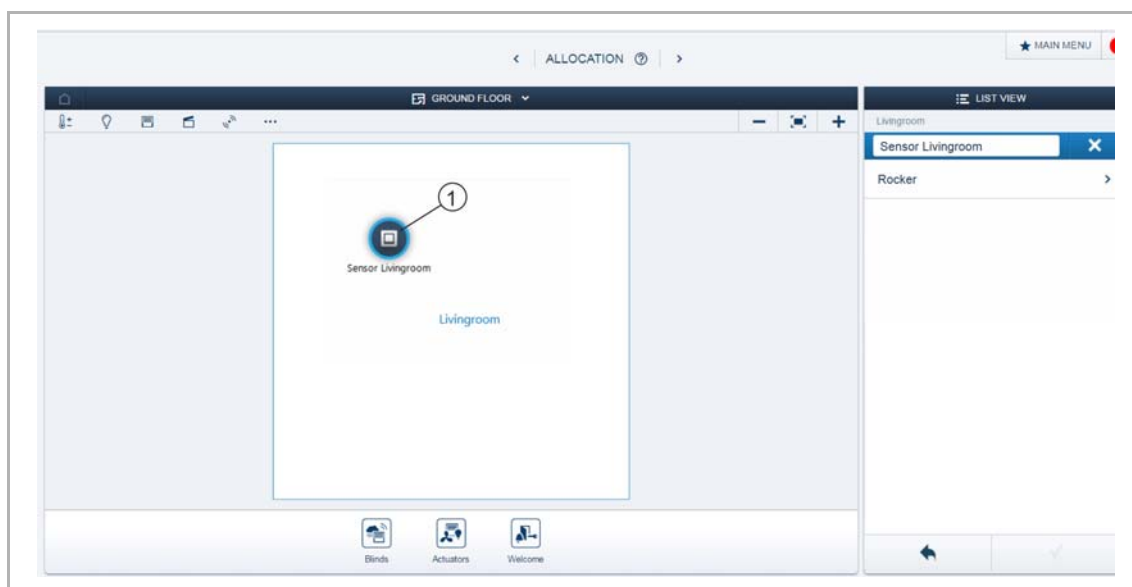 ALLOCATION
MAIN MENU
GROUND FLOOR
LIST VIEW
Livingroom
Sensor Livingroom
Rocker
1
Sensor Livingroom
Livingroom
Blinds
Actuators
Welcome